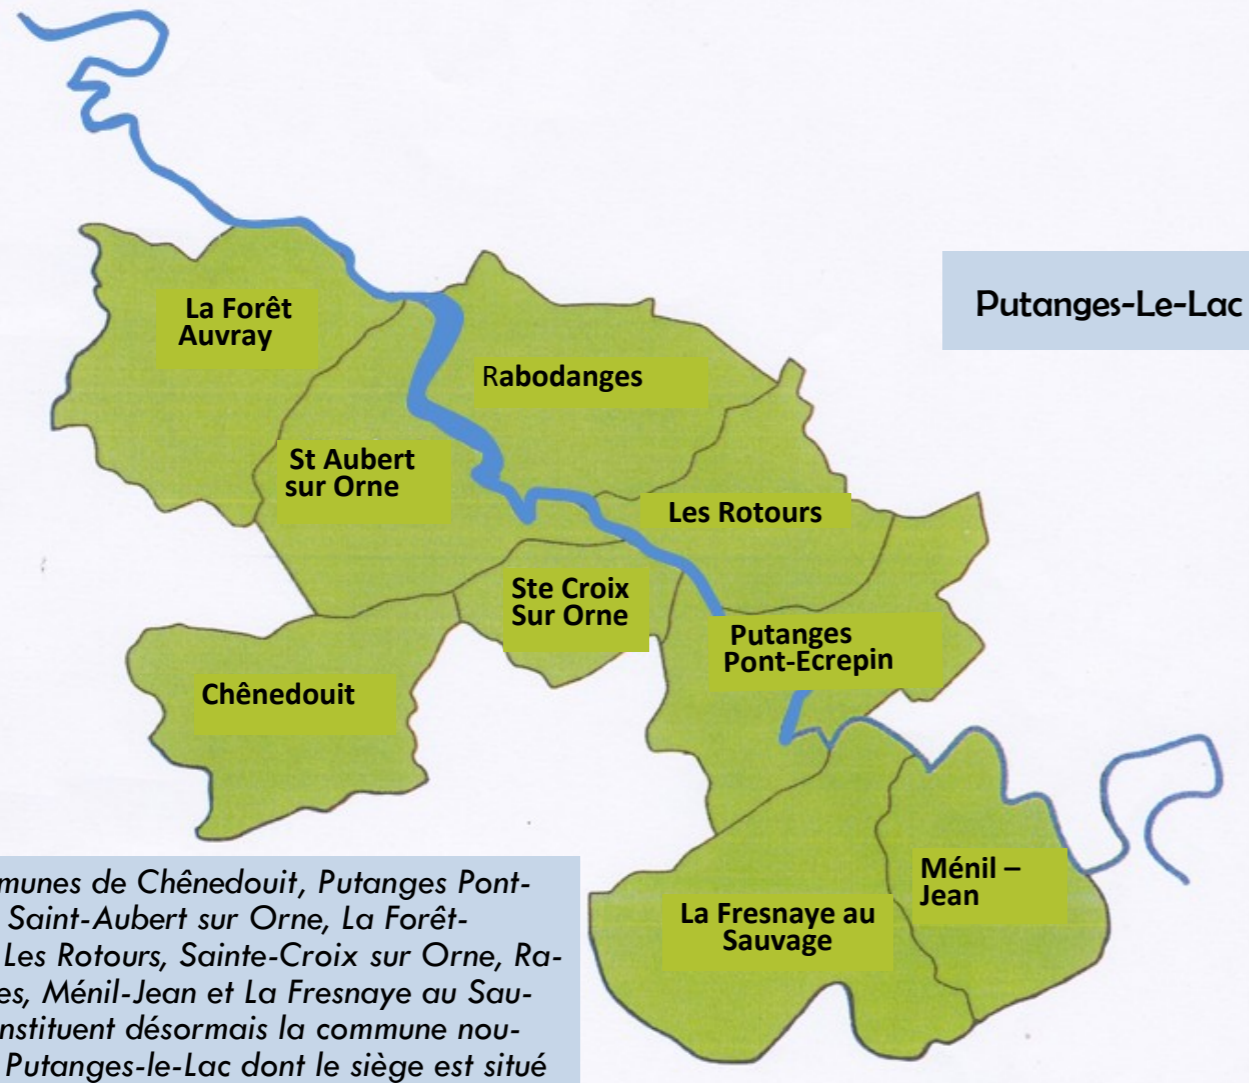 La Forêt
Auvray
Rabodanges
Putanges-Le-Lac
St Aubert
sur Orne
Les Rotours
Ste Croix
Sur Orne
Putanges
Pont-Ecrepin
Chênedouit
Ménil –
Jean
La Fresnaye au
Sauvage
munes de Chênedouit, Putanges Pont-
Saint-Aubert sur Orne, La Forêt-
Les Rotours, Sainte-Croix sur Orne, Ra-
es, Ménil-Jean et La Fresnaye au Sau-
nstituent désormais la commune nou-
Putanges-le-Lac dont le siège est situé